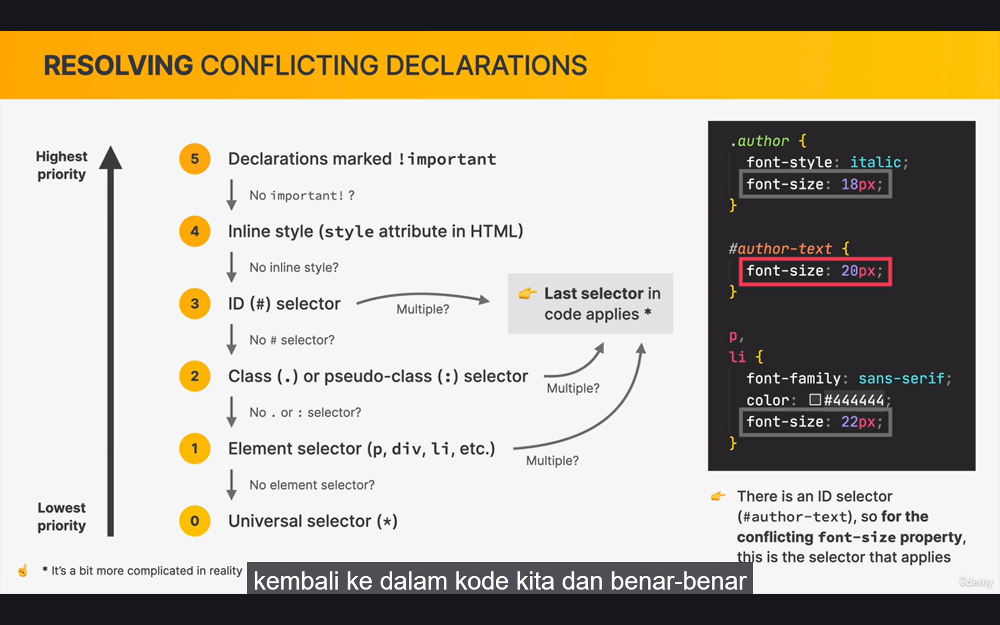 RESOLVING CONFLICTING DECLARATIONS
Highest
priority
5 Declarations marked !important
No important! ?
4 Inline style (style attribute in HTML)
No inline style?
3 ID (#) selector
Multiple?
Last selector in
code applies *
No # selector?
2 Class (.) or pseudo-class (:) selector
Multiple?
No . or : selector?
1 Element selector (p, div, li, etc.)
Multiple?
No element selector?
Lowest
priority
0 Universal selector (*)
* It's a bit more complicated in reality
.author {
font-style: italic;
font-size: 18px;
}
#author-text {
font-size: 20px;
}
p,
li {
font-family: sans-serif;
color: #444444;
font-size: 22px;
}
There is an ID selector
(#author-text), so for the
conflicting font-size property,
this is the selector that applies
kembali ke dalam kode kita dan benar-benar
ûdemy